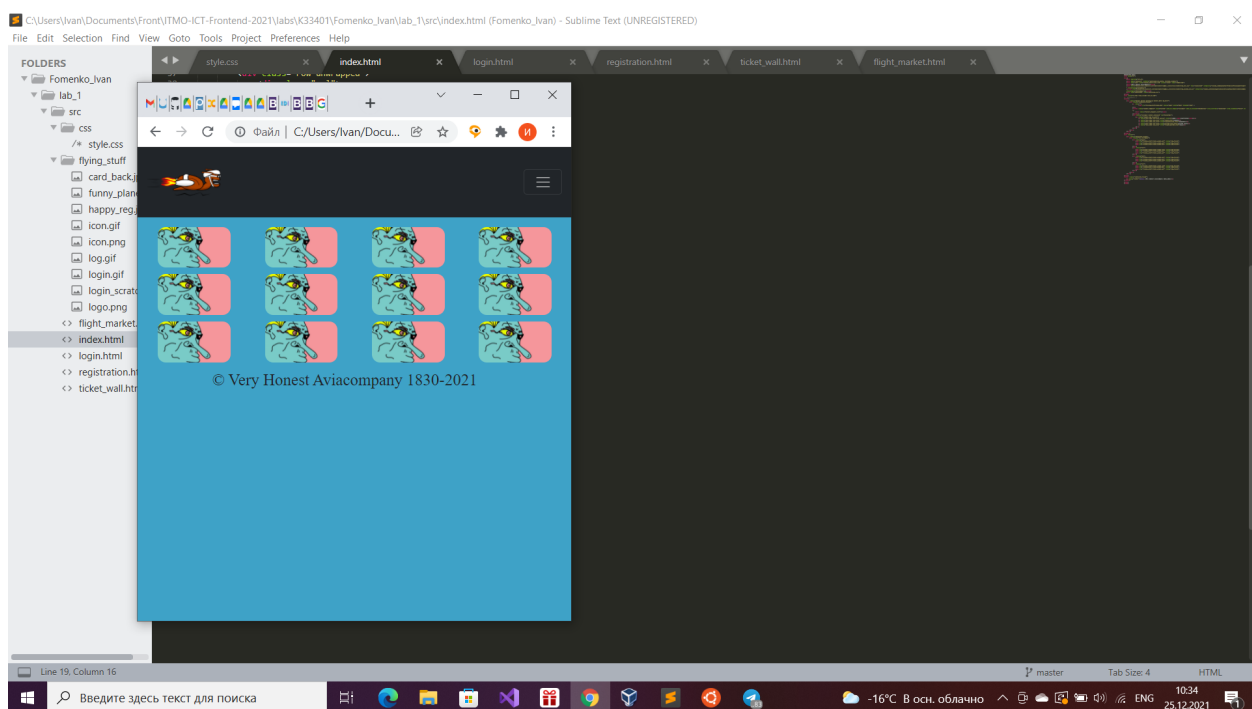 C:\Users\Ivan\Documents\Front\ITMO-ICT-Frontend-2021\labs\K33401\Fomenko_Ivan\lab_1\src\index.html (Fomenko_Ivan) - Sublime Text (UNREGISTERED)
File Edit Selection Find View Goto Tools Project Preferences Help
FOLDERS
Fomenko_Ivan
lab_1
src
css
/* style.css
flying_stuff
card_back.j
funny_plan
happy_reg.
icon.gif
icon.png
log.gif
login.gif
login_scratc
logo.png
<> flight_market.
<> index.html
<> login.html
<> registration.ht
<> ticket_wall.htr
style.css × index.html × login.html × registration.html × ticket_wall.html × flight_market.html ×
Файл | C:/Users/Ivan/Docu...
И
© Very Honest Aviacompany 1830-2021
Line 19, Column 16
master Tab Size: 4 HTML
Введите здесь текст для поиска
-16°C В осн. облачно
ENG
10:34
25.12.2021